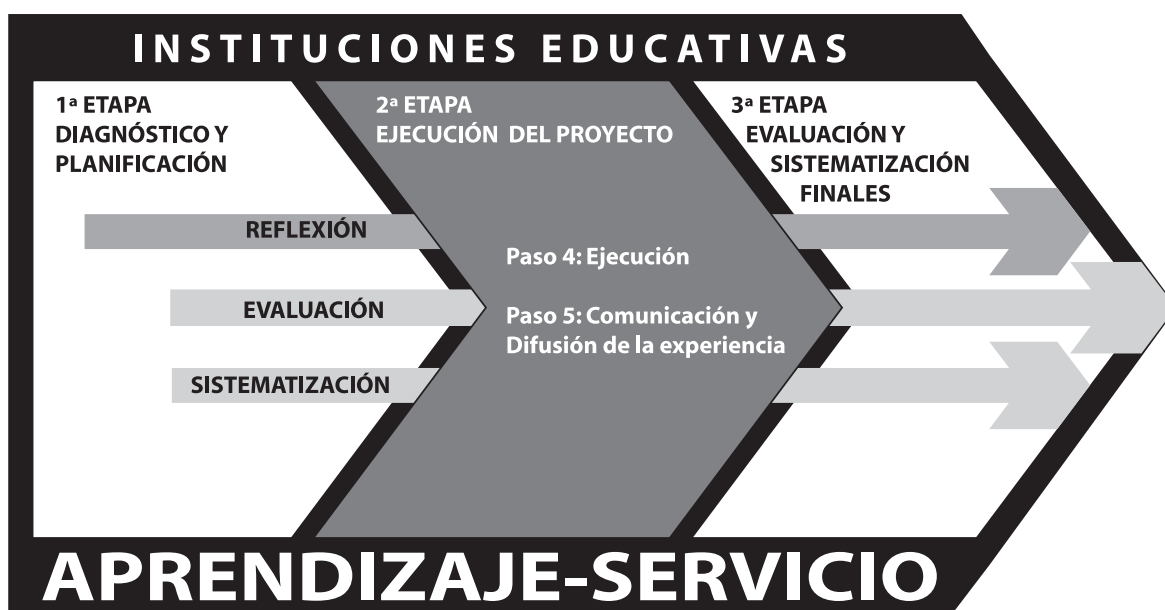 INSTITUCIONES EDUCATIVAS
1ª ETAPA
DIAGNÓSTICO Y
PLANIFICACIÓN
2ª ETAPA
EJECUCIÓN DEL PROYECTO
3ª ETAPA
EVALUACIÓN Y
SISTEMATIZACIÓN
FINALES
REFLEXIÓN
EVALUACIÓN
SISTEMATIZACIÓN
Paso 4: Ejecución
Paso 5: Comunicación y
Difusión de la experiencia
APRENDIZAJE-SERVICIO